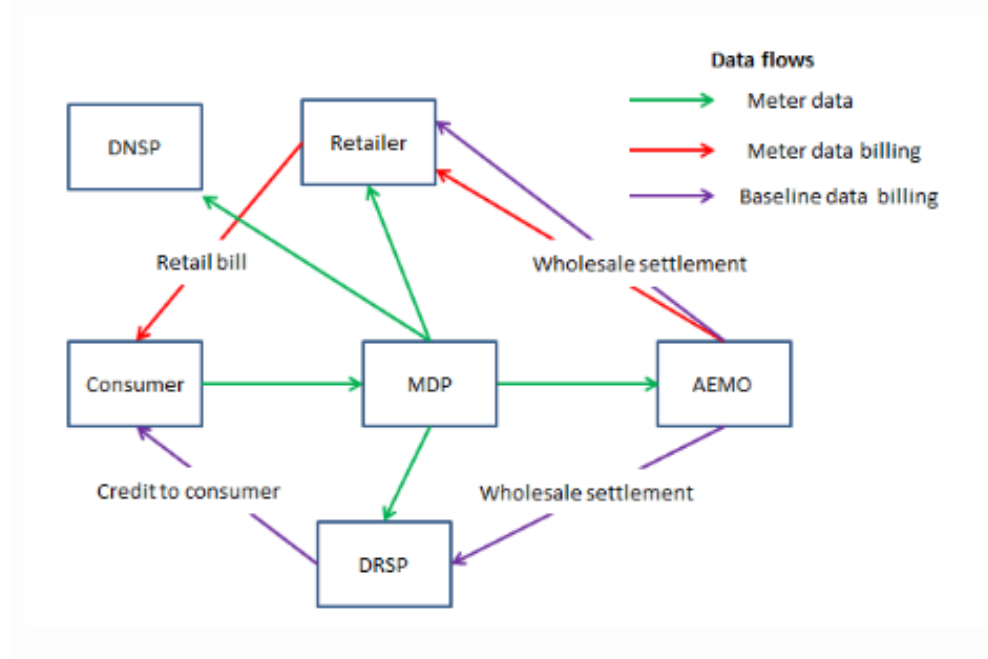 Data flows
Meter data
Meter data billing
Baseline data billing
DNSP
Retailer
Retail bill
Wholesale settlement
Consumer
MDP
AEMO
Credit to consumer
Wholesale settlement
DRSP